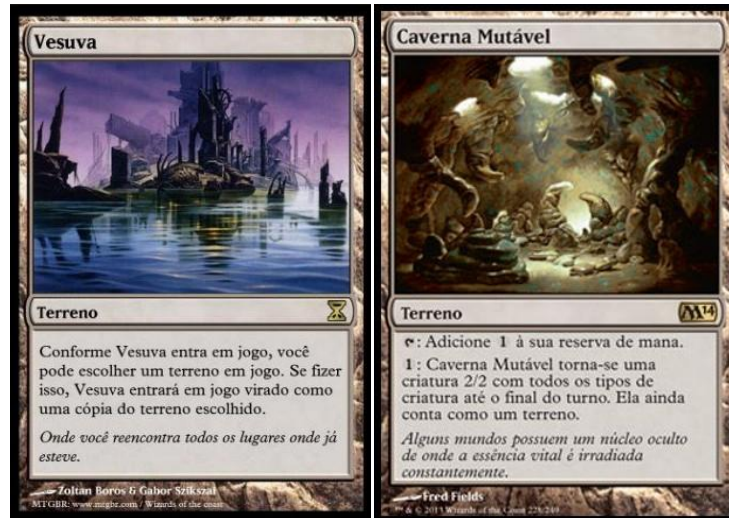 Vesuva
Terreno
Conforme Vesuva entra em jogo, você
pode escolher um terreno em jogo. Se fizer
isso, Vesuva entrará em jogo virado como
uma cópia do terreno escolhido.
Onde você reencontra todos os lugares onde já
esteve.
Zoltan Boros & Gabor Szikszai
MTGBR: www.mtgbr.com / Wizards of the coast
Caverna Mutável
Terreno
M14
: Adicione 1 à sua reserva de mana.
1: Caverna Mutável torna-se uma
criatura 2/2 com todos os tipos de
criatura até o final do turno. Ela ainda
conta como um terreno.
Alguns mundos possuem um núcleo oculto
de onde a essência vital é irradiada
constantemente.
Fred Fields
™ & © 2013 Wizards of the Coast 228/249